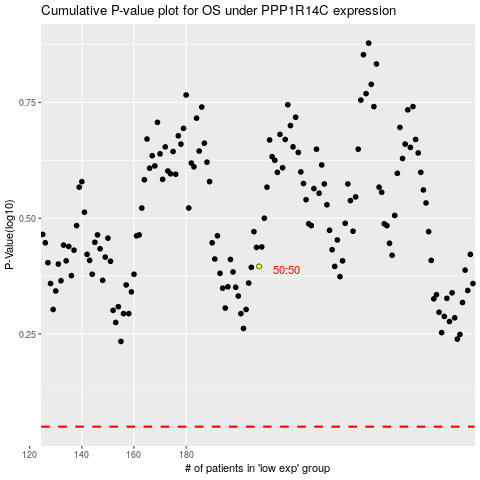 Cumulative P-value plot for OS under PPP1R14C expression
P-Value(log10)
0.75
0.50
0.25
50:50
120 140 160 180
# of patients in 'low exp' group